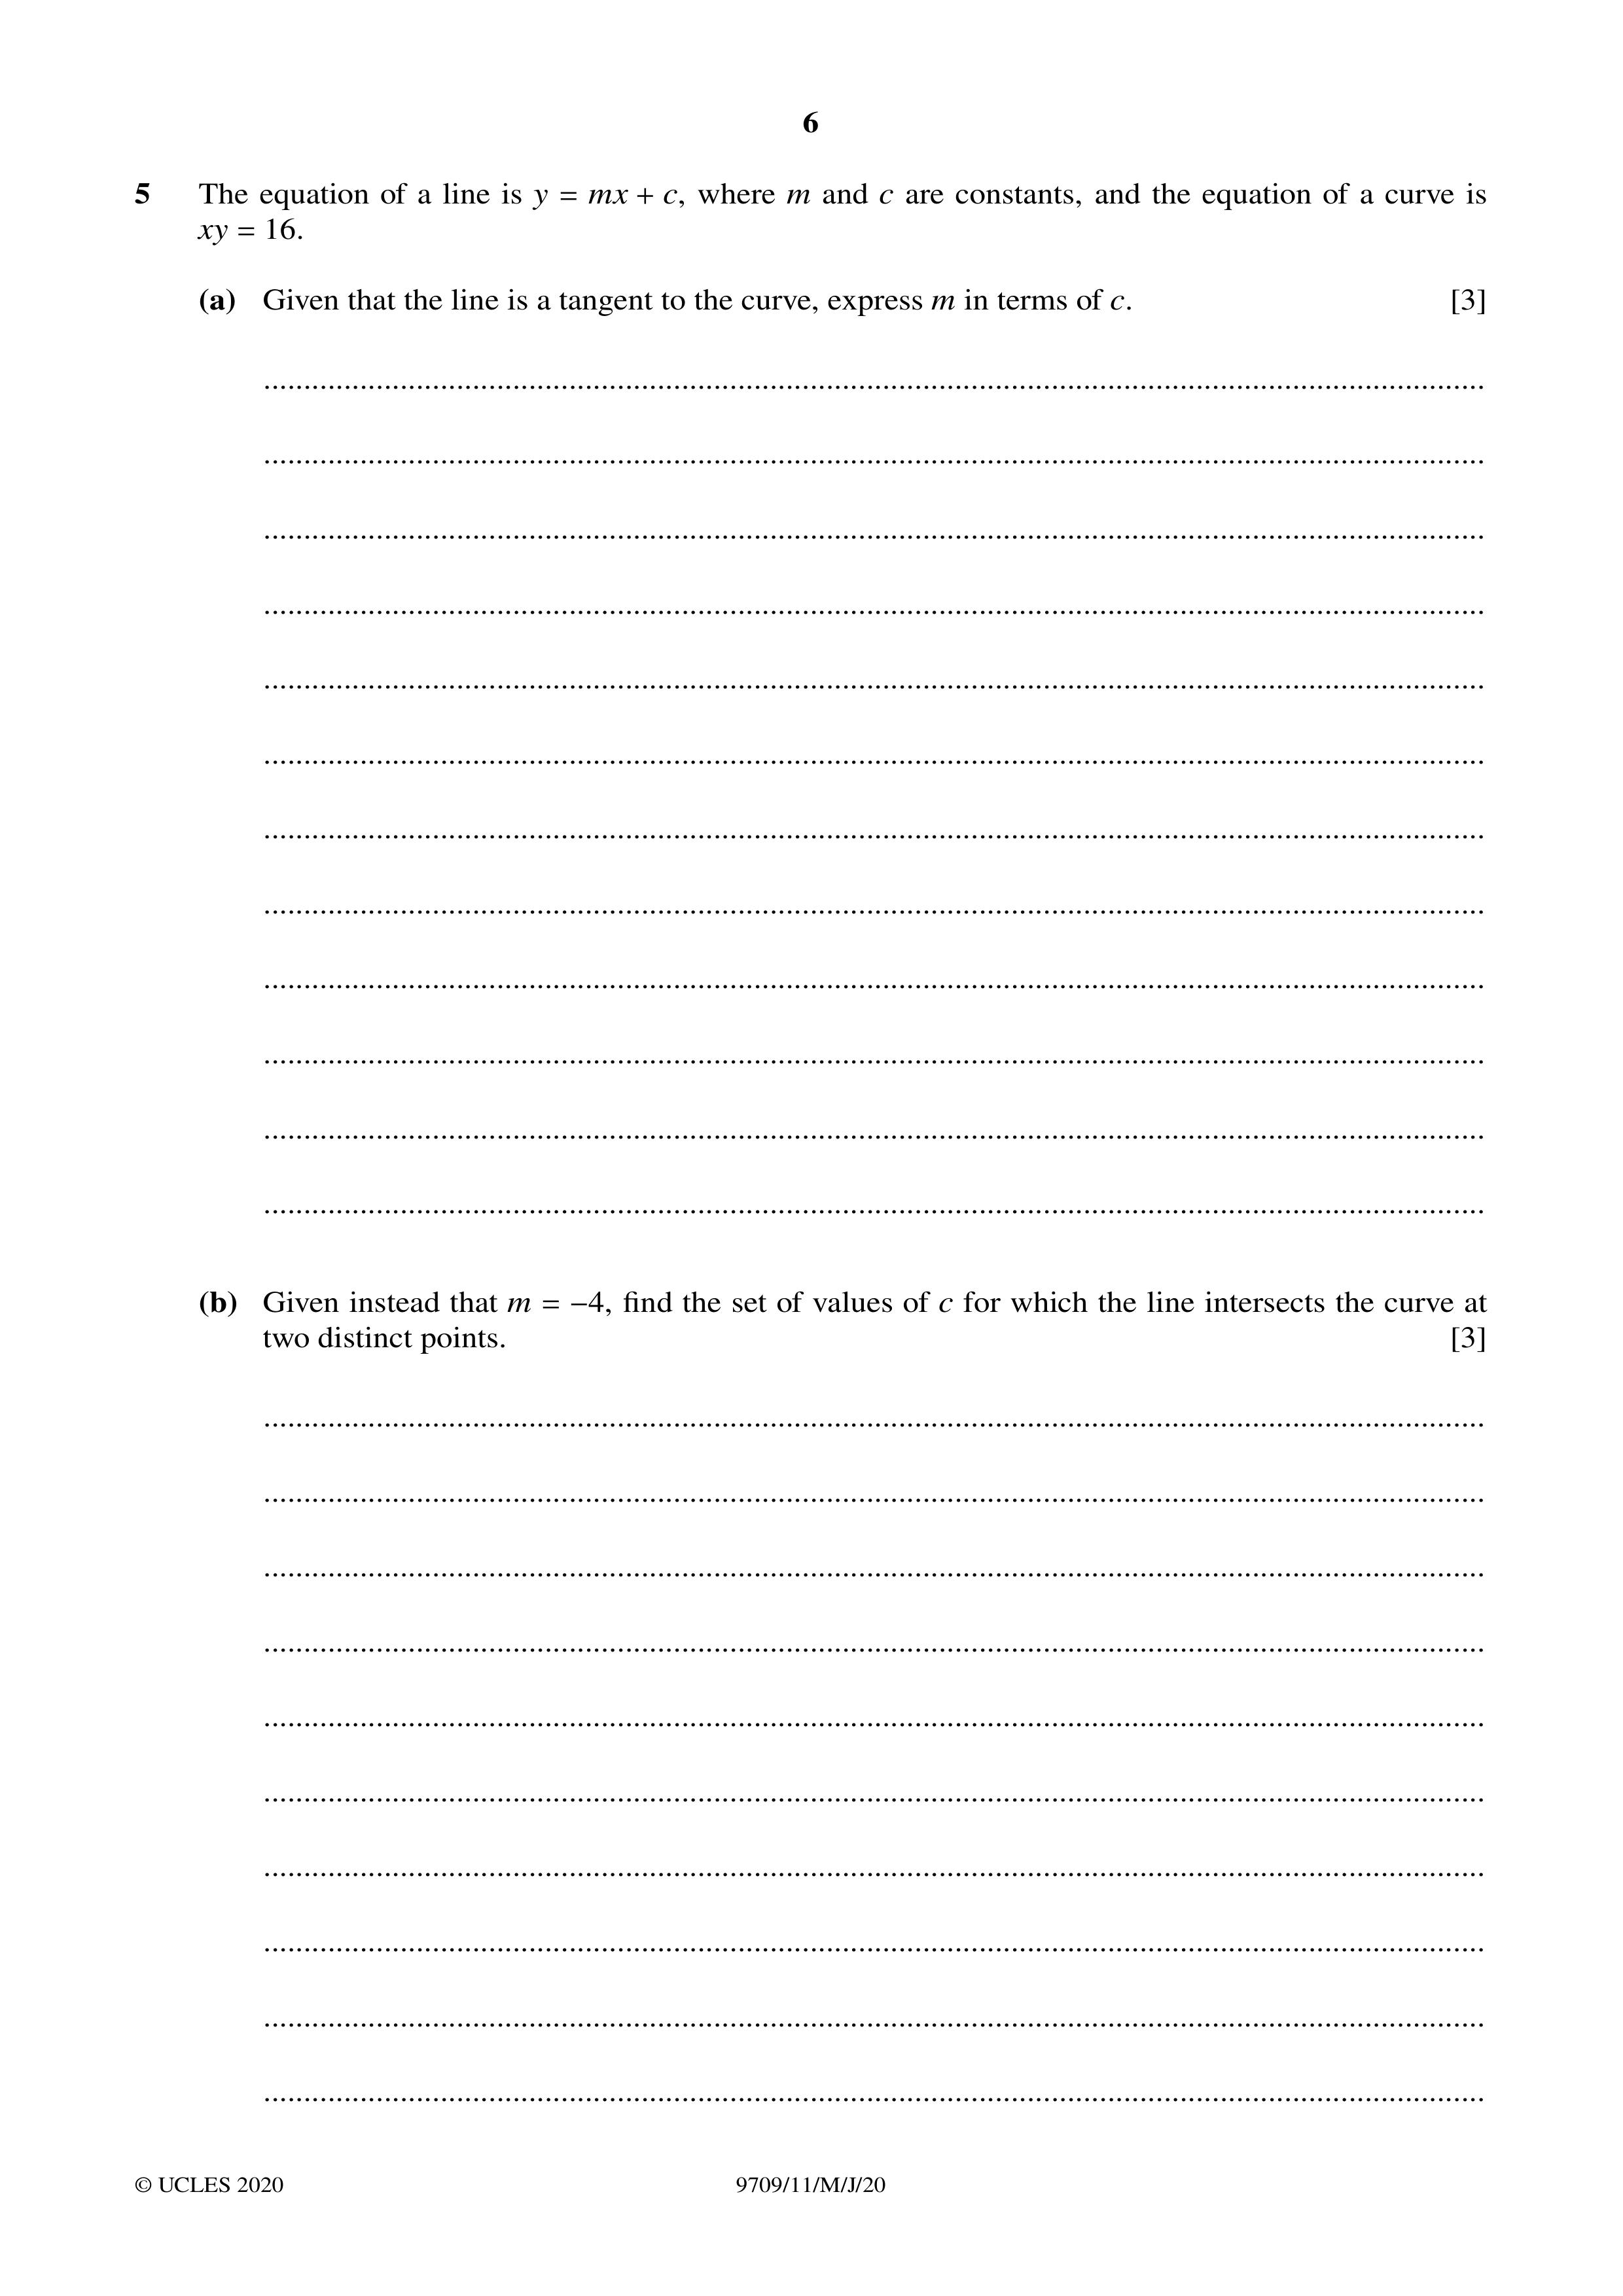 6
5 The equation of a line is y = mx + c, where m and c are constants, and the equation of a curve is
xy = 16.
(a) Given that the line is a tangent to the curve, express m in terms of c. [3]
(b) Given instead that m = −4, find the set of values of c for which the line intersects the curve at
two distinct points. [3]
© UCLES 2020 9709/11/M/J/20